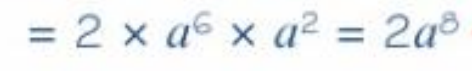 = 2 × a⁶ × a² = 2a⁸